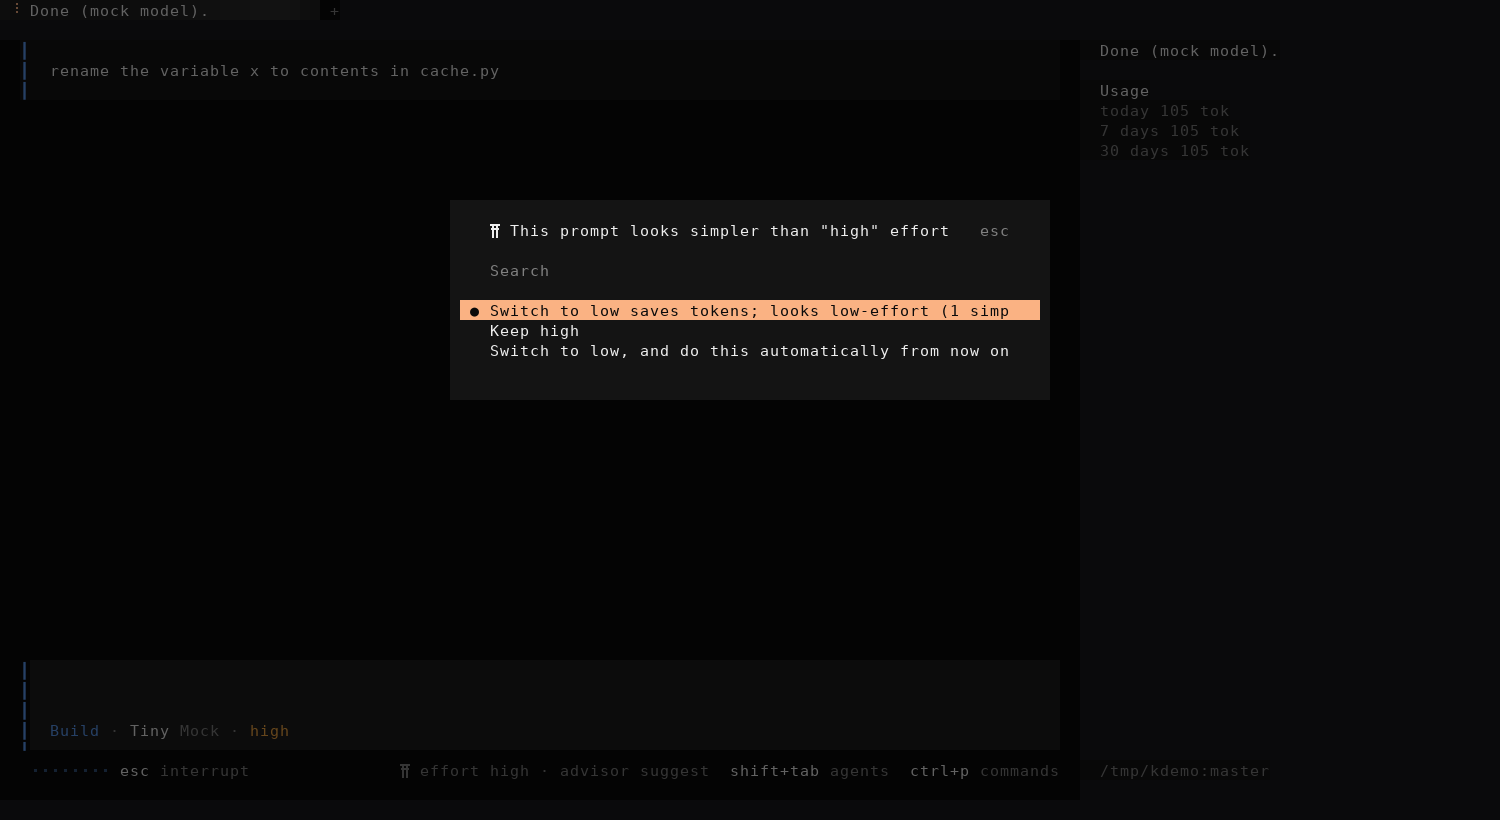 Done (mock model). +
Done (mock model).
rename the variable x to contents in cache.py
Usage
today 105 tok
7 days 105 tok
30 days 105 tok
This prompt looks simpler than "high" effort esc
Search
● Switch to low saves tokens; looks low-effort (1 simp
Keep high
Switch to low, and do this automatically from now on
Build · Tiny Mock · high
esc interrupt effort high · advisor suggest shift+tab agents ctrl+p commands /tmp/kdemo:master